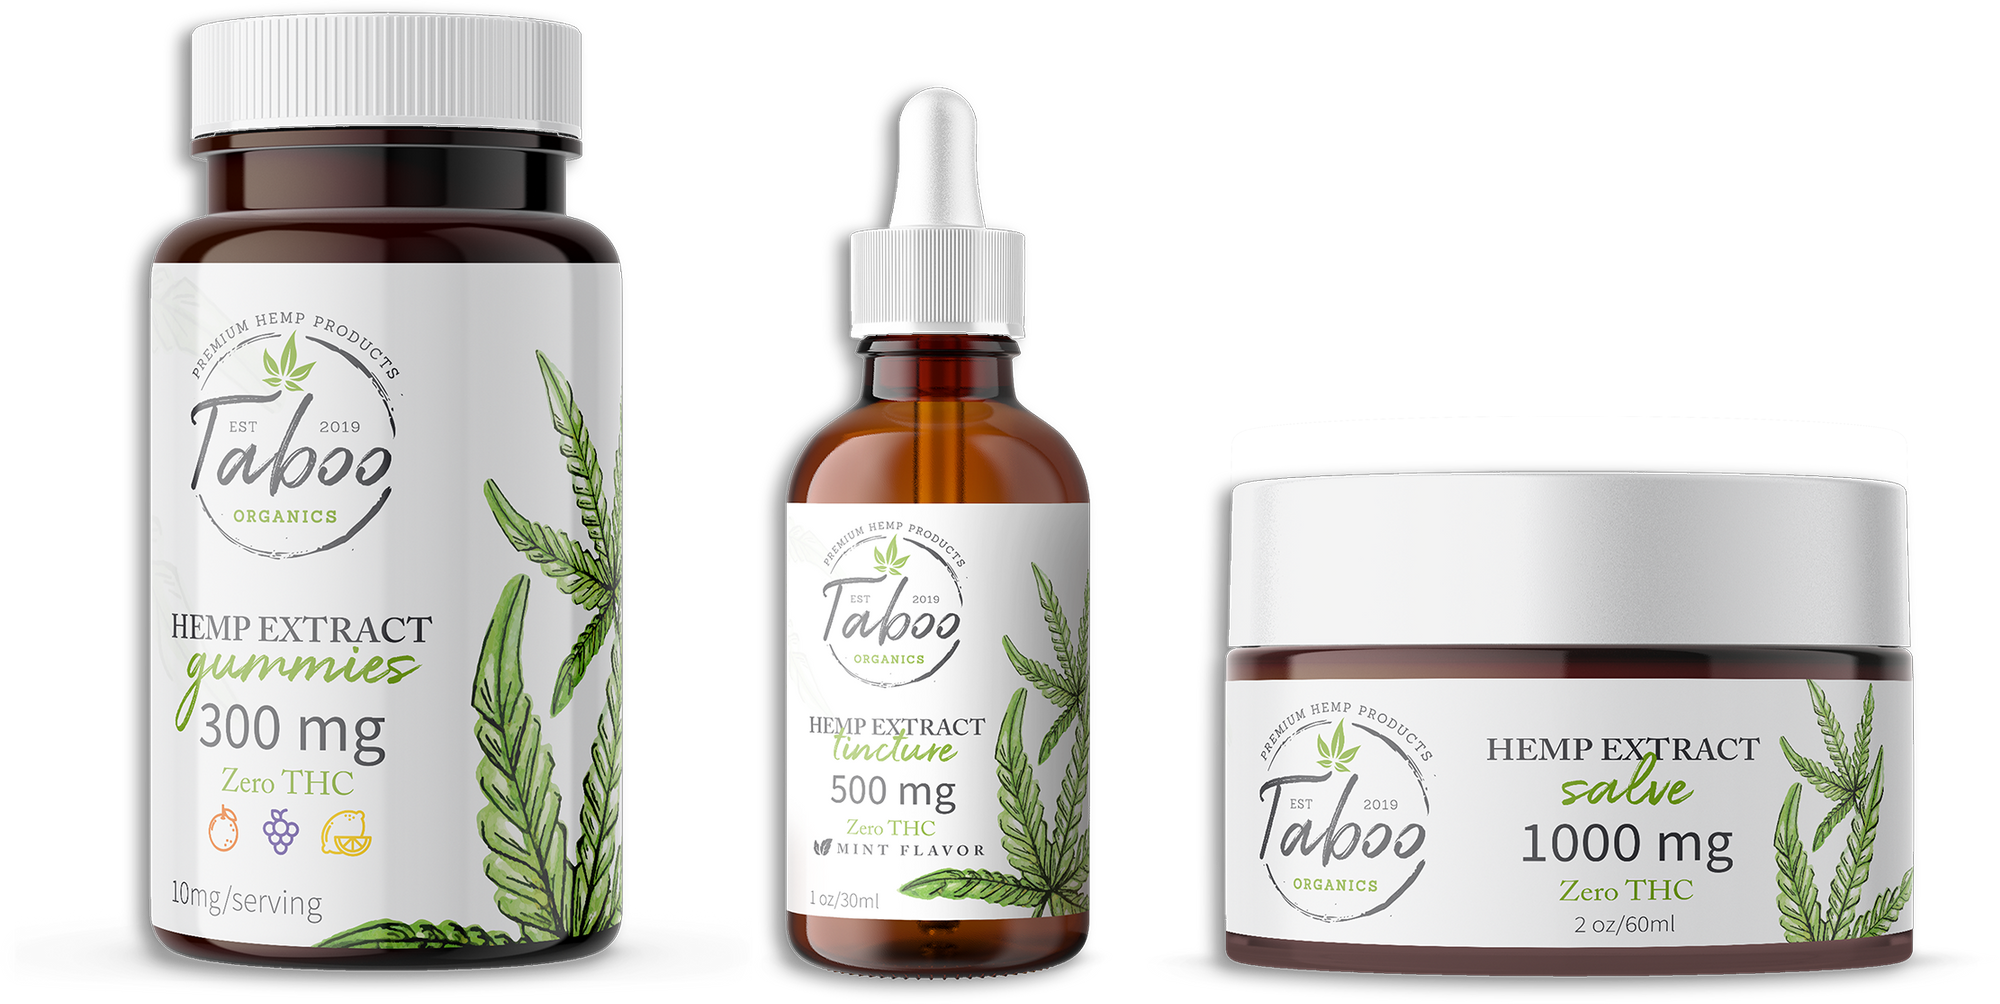 PREMIUM HEMP PRODUCTS
EST 2019
Taboo
ORGANICS
HEMP EXTRACT
gummies
300 mg
Zero THC
10mg/serving
PREMIUM HEMP PRODUCTS
EST 2019
Taboo
ORGANICS
HEMP EXTRACT
tincture
500 mg
Zero THC
MINT FLAVOR
1 oz/30ml
PREMIUM HEMP PRODUCTS
EST 2019
Taboo
ORGANICS
HEMP EXTRACT
salve
1000 mg
Zero THC
2 oz/60ml